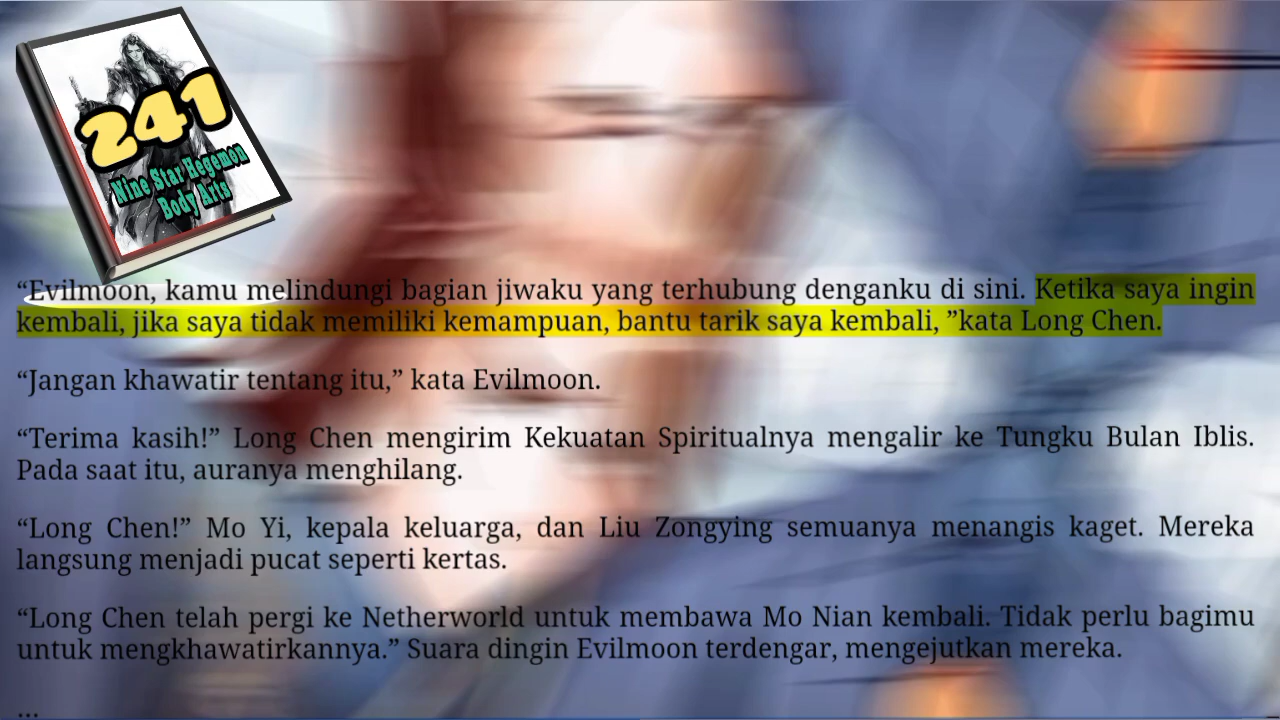 241
Nine Star Hegemon
Body Arts
“Evilmoon, kamu melindungi bagian jiwaku yang terhubung denganku di sini. Ketika saya ingin
kembali, jika saya tidak memiliki kemampuan, bantu tarik saya kembali, ”kata Long Chen.
“Jangan khawatir tentang itu,” kata Evilmoon.
“Terima kasih!” Long Chen mengirim Kekuatan Spiritualnya mengalir ke Tungku Bulan Iblis.
Pada saat itu, auranya menghilang.
“Long Chen!” Mo Yi, kepala keluarga, dan Liu Zongying semuanya menangis kaget. Mereka
langsung menjadi pucat seperti kertas.
“Long Chen telah pergi ke Netherworld untuk membawa Mo Nian kembali. Tidak perlu bagimu
untuk mengkhawatirkannya.” Suara dingin Evilmoon terdengar, mengejutkan mereka.
...